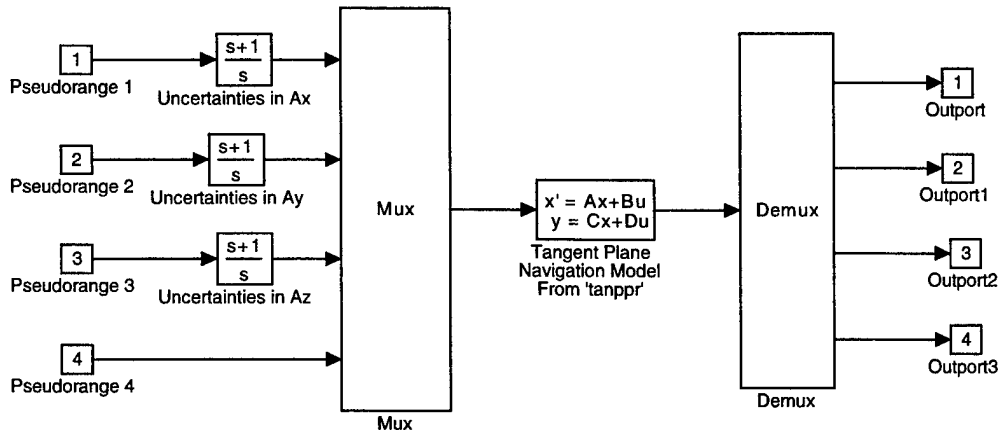 1
Pseudorange 1
s+1
s
Uncertainties in Ax
2
Pseudorange 2
s+1
s
Uncertainties in Ay
3
Pseudorange 3
s+1
s
Uncertainties in Az
4
Pseudorange 4
Mux
Mux
x' = Ax+Bu
y = Cx+Du
Tangent Plane
Navigation Model
From 'tanppr'
Demux
Demux
1
Outport
2
Outport1
3
Outport2
4
Outport3